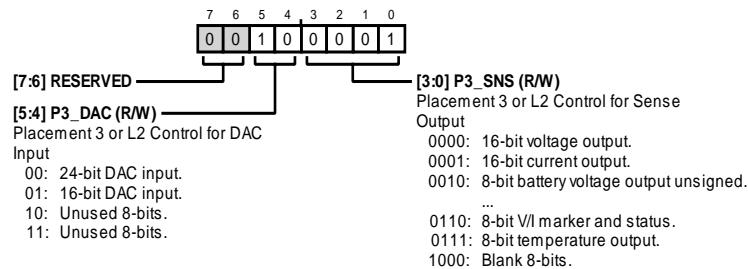 7 6 5 4 3 2 1 0
0 0 1 0 0 0 0 1
[7:6] RESERVED
[5:4] P3_DAC (R/W)
Placement 3 or L2 Control for DAC
Input
00: 24-bit DAC input.
01: 16-bit DAC input.
10: Unused 8-bits.
11: Unused 8-bits.
[3:0] P3_SNS (R/W)
Placement 3 or L2 Control for Sense
Output
0000: 16-bit voltage output.
0001: 16-bit current output.
0010: 8-bit battery voltage output unsigned.
...
0110: 8-bit V/I marker and status.
0111: 8-bit temperature output.
1000: Blank 8-bits.